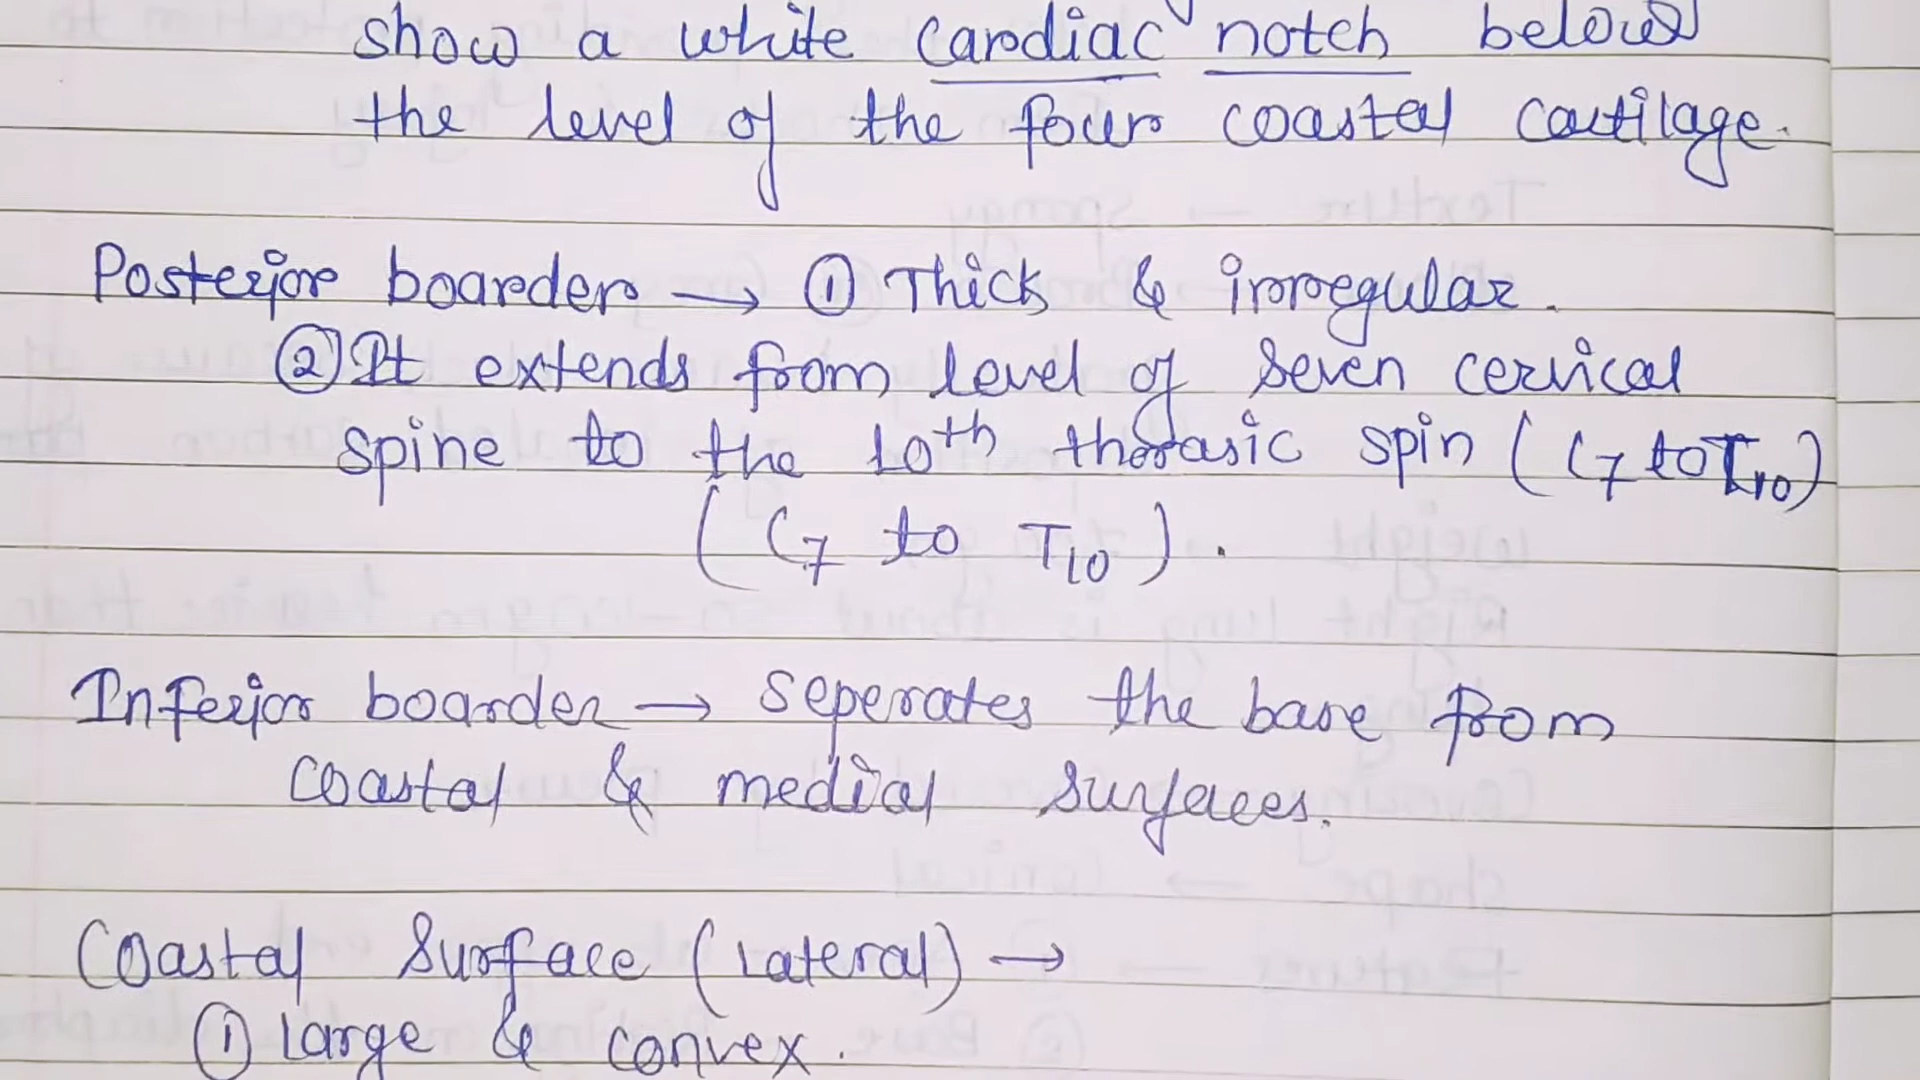 show a white cardiac notch below
the level of the four coastal cartilage.
Posterior boarder → ① Thick & irregular.
② It extends from level of seven cervical
spine to the 10th thorasic spin (C7 to T10)
(C7 to T10).
Inferior boarder → seperates the base from
coastal & medial surfaces.
Coastal Surface (Lateral) →
① Large & convex.